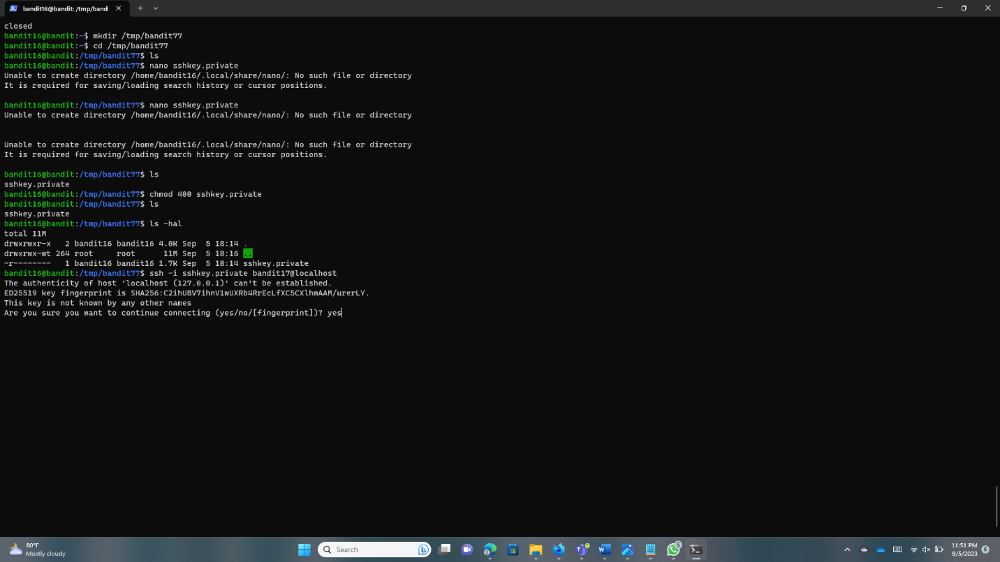 bandit16@bandit: /tmp/bandi
closed
bandit16@bandit:~$ mkdir /tmp/bandit77
bandit16@bandit:~$ cd /tmp/bandit77
bandit16@bandit:/tmp/bandit77$ ls
bandit16@bandit:/tmp/bandit77$ nano sshkey.private
Unable to create directory /home/bandit16/.local/share/nano/: No such file or directory
It is required for saving/loading search history or cursor positions.
bandit16@bandit:/tmp/bandit77$ nano sshkey.private
Unable to create directory /home/bandit16/.local/share/nano/: No such file or directory
Unable to create directory /home/bandit16/.local/share/nano/: No such file or directory
It is required for saving/loading search history or cursor positions.
bandit16@bandit:/tmp/bandit77$ ls
sshkey.private
bandit16@bandit:/tmp/bandit77$ chmod 400 sshkey.private
bandit16@bandit:/tmp/bandit77$ ls
sshkey.private
bandit16@bandit:/tmp/bandit77$ ls -hal
total 11M
drwxrwxr-x   2 bandit16 bandit16 4.0K Sep  5 18:14 .
drwxrwx-wt 264 root     root      11M Sep  5 18:16 ..
-r--------   1 bandit16 bandit16 1.7K Sep  5 18:14 sshkey.private
bandit16@bandit:/tmp/bandit77$ ssh -i sshkey.private bandit17@localhost
The authenticity of host 'localhost (127.0.0.1)' can't be established.
ED25519 key fingerprint is SHA256:C2ihUBV7ihnV1wUXRb4RrEcLfXC5CXlhmAAM/urerLY.
This key is not known by any other names
Are you sure you want to continue connecting (yes/no/[fingerprint])? yes
80°F
Mostly cloudy
Search
5
11:51 PM
9/5/2023
6